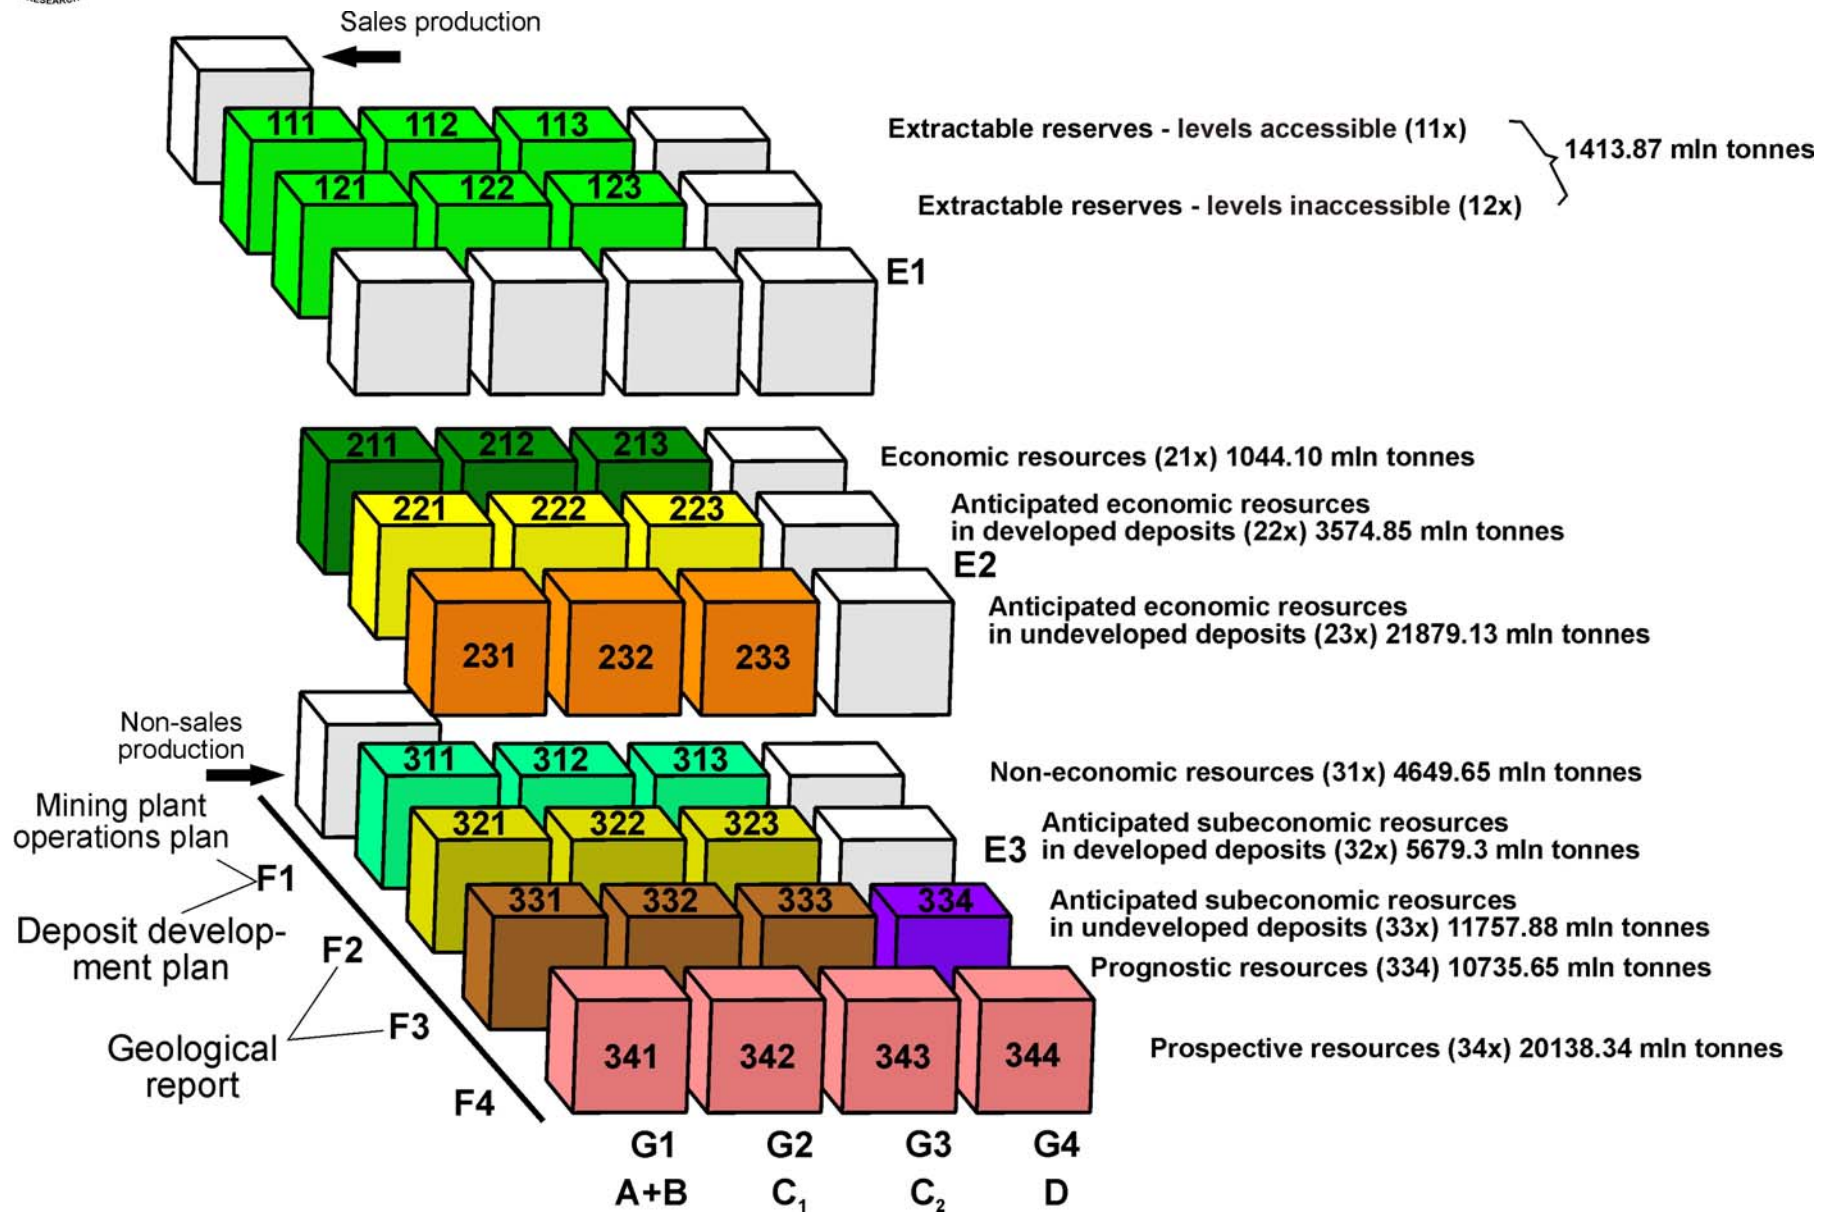 RESEARCH
Sales production
111
112
113
Extractable reserves - levels accessible (11x)
1413.87 mln tonnes
121
122
123
Extractable reserves - levels inaccessible (12x)
E1
211
212
213
Economic resources (21x) 1044.10 mln tonnes
221
222
223
Anticipated economic reosurces
in developed deposits (22x) 3574.85 mln tonnes
E2
231
232
233
Anticipated economic reosurces
in undeveloped deposits (23x) 21879.13 mln tonnes
Non-sales
production
311
312
313
Non-economic resources (31x) 4649.65 mln tonnes
Mining plant
operations plan
321
322
323
E3
Anticipated subeconomic reosurces
in developed deposits (32x) 5679.3 mln tonnes
F1
331
332
333
334
Anticipated subeconomic reosurces
in undeveloped deposits (33x) 11757.88 mln tonnes
Deposit develop-
ment plan
F2
Prognostic resources (334) 10735.65 mln tonnes
F3
Geological
report
341
342
343
344
Prospective resources (34x) 20138.34 mln tonnes
F4
G1
G2
G3
G4
A+B
C1
C2
D